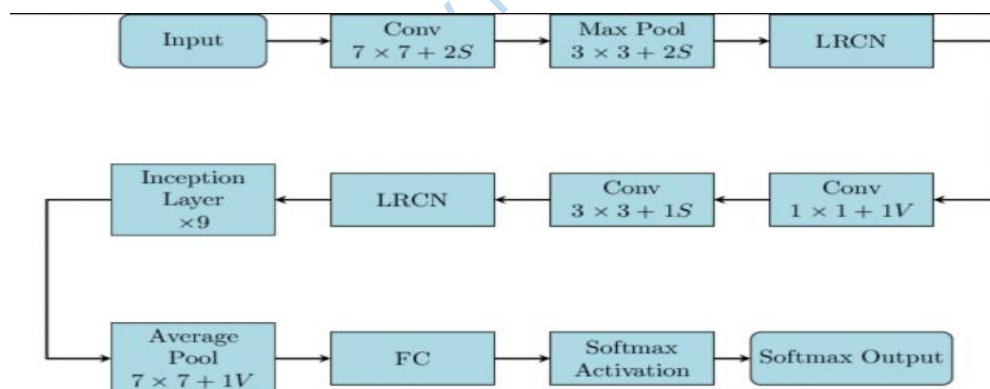 Input
Conv
7 × 7 + 2S
Max Pool
3 × 3 + 2S
LRCN
Conv
1 × 1 + 1V
Conv
3 × 3 + 1S
LRCN
Inception
Layer
×9
Average
Pool
7 × 7 + 1V
FC
Softmax
Activation
Softmax Output